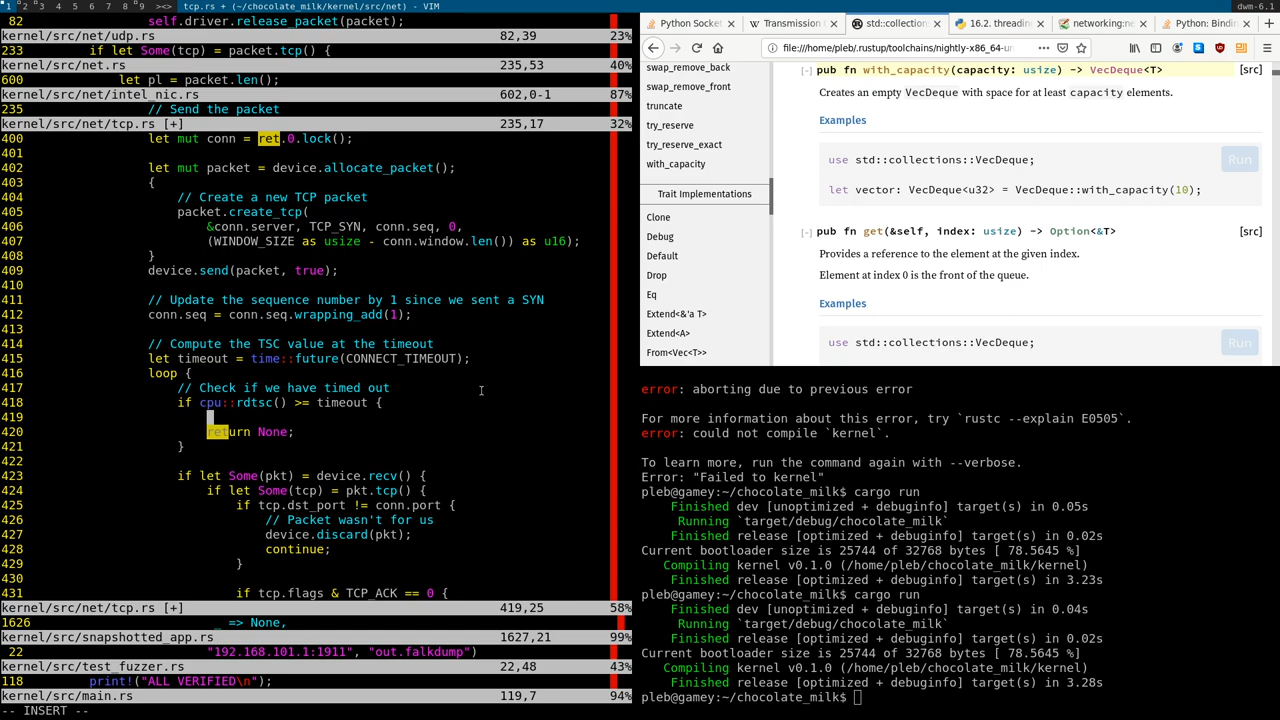 1 2 3 4 5 6 7 8 9 ><> tcp.rs + (~/chocolate_milk/kernel/src/net) - VIM
dwm-6.1
82 self.driver.release_packet(packet);
kernel/src/net/udp.rs 82,39 23%
233 if let Some(tcp) = packet.tcp() {
kernel/src/net.rs 235,53 40%
600 let pl = packet.len();
kernel/src/net/intel_nic.rs 602,0-1 87%
235 // Send the packet
kernel/src/net/tcp.rs [+] 235,17 32%
400 let mut conn = ret.0.lock();
401
402 let mut packet = device.allocate_packet();
403 {
404 // Create a new TCP packet
405 packet.create_tcp(
406 &conn.server, TCP_SYN, conn.seq, 0,
407 (WINDOW_SIZE as usize - conn.window.len()) as u16);
408 }
409 device.send(packet, true);
410
411 // Update the sequence number by 1 since we sent a SYN
412 conn.seq = conn.seq.wrapping_add(1);
413
414 // Compute the TSC value at the timeout
415 let timeout = time::future(CONNECT_TIMEOUT);
416 loop {
417 // Check if we have timed out
418 if cpu::rdtsc() >= timeout {
419
420 return None;
421 }
422
423 if let Some(pkt) = device.recv() {
424 if let Some(tcp) = pkt.tcp() {
425 if tcp.dst_port != conn.port {
426 // Packet wasn't for us
427 device.discard(pkt);
428 continue;
429 }
430
431 if tcp.flags & TCP_ACK == 0 {
kernel/src/net/tcp.rs [+] 419,25 58%
1626 _ => None,
kernel/src/snapshotted_app.rs 1627,21 99%
22 "192.168.101.1:1911", "out.falkdump")
kernel/src/test_fuzzer.rs 22,48 43%
118 print!("ALL VERIFIED\n");
kernel/src/main.rs 119,7 94%
-- INSERT --
Python Socket
Transmission C
std::collection
16.2. threading
networking:ne
Python: Bindin
file:///home/pleb/.rustup/toolchains/nightly-x86_64-u
swap_remove_back
swap_remove_front
truncate
try_reserve
try_reserve_exact
with_capacity
Trait Implementations
Clone
Debug
Default
Drop
Eq
Extend<&'a T>
Extend<A>
From<Vec<T>>
[-] pub fn with_capacity(capacity: usize) -> VecDeque<T> [src]
Creates an empty VecDeque with space for at least capacity elements.
Examples
use std::collections::VecDeque;
Run
let vector: VecDeque<u32> = VecDeque::with_capacity(10);
[-] pub fn get(&self, index: usize) -> Option<&T> [src]
Provides a reference to the element at the given index.
Element at index 0 is the front of the queue.
Examples
use std::collections::VecDeque;
Run
error: aborting due to previous error
For more information about this error, try `rustc --explain E0505`.
error: could not compile `kernel`.
To learn more, run the command again with --verbose.
Error: "Failed to kernel"
pleb@gamey:~/chocolate_milk$ cargo run
Finished dev [unoptimized + debuginfo] target(s) in 0.05s
Running `target/debug/chocolate_milk`
Finished release [optimized + debuginfo] target(s) in 0.02s
Current bootloader size is 25744 of 32768 bytes [ 78.5645 %]
Compiling kernel v0.1.0 (/home/pleb/chocolate_milk/kernel)
Finished release [optimized + debuginfo] target(s) in 3.23s
pleb@gamey:~/chocolate_milk$ cargo run
Finished dev [unoptimized + debuginfo] target(s) in 0.04s
Running `target/debug/chocolate_milk`
Finished release [optimized + debuginfo] target(s) in 0.02s
Current bootloader size is 25744 of 32768 bytes [ 78.5645 %]
Compiling kernel v0.1.0 (/home/pleb/chocolate_milk/kernel)
Finished release [optimized + debuginfo] target(s) in 3.28s
pleb@gamey:~/chocolate_milk$